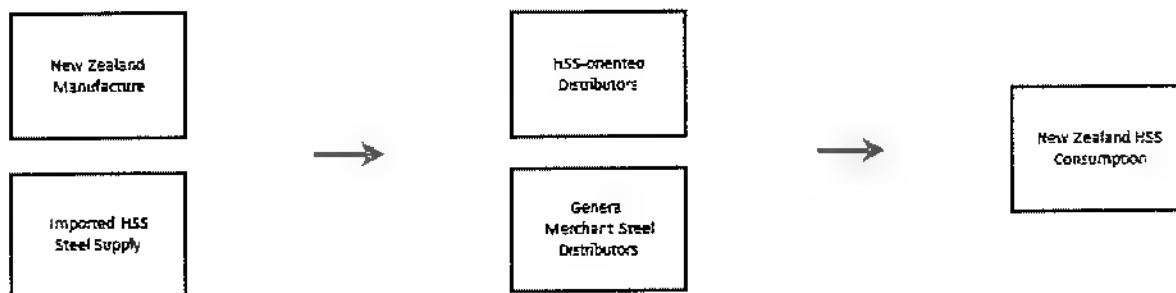 New Zealand
Manufacture
Imported HSS
Steel Supply
HSS-oriented
Distributors
General
Merchant Steel
Distributors
New Zealand HSS
Consumption